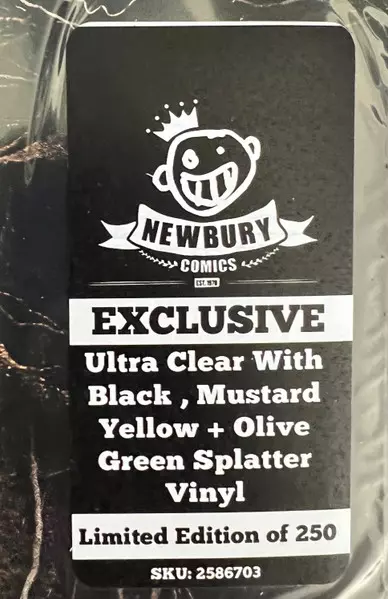 NEWBURY
COMICS
EST. 1978
EXCLUSIVE
Ultra Clear With
Black , Mustard
Yellow + Olive
Green Splatter
Vinyl
Limited Edition of 250
SKU: 2586703